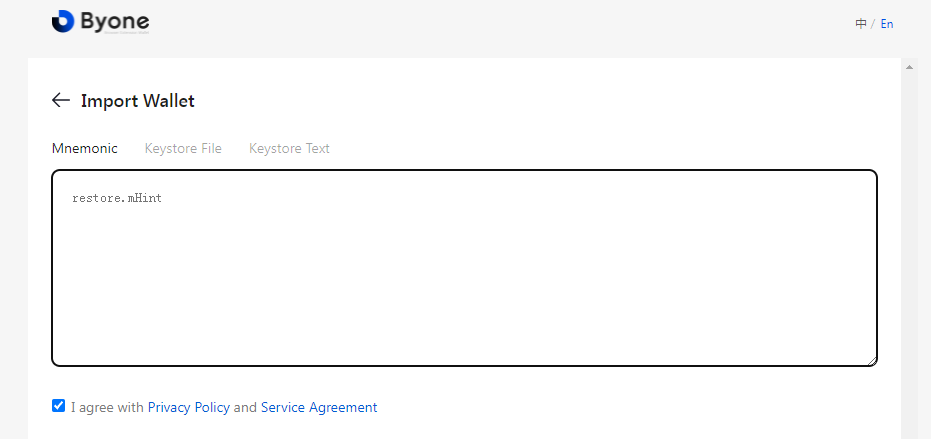 Byone
中 / En
Import Wallet
Mnemonic Keystore File Keystore Text
restore.mHint
I agree with Privacy Policy and Service Agreement